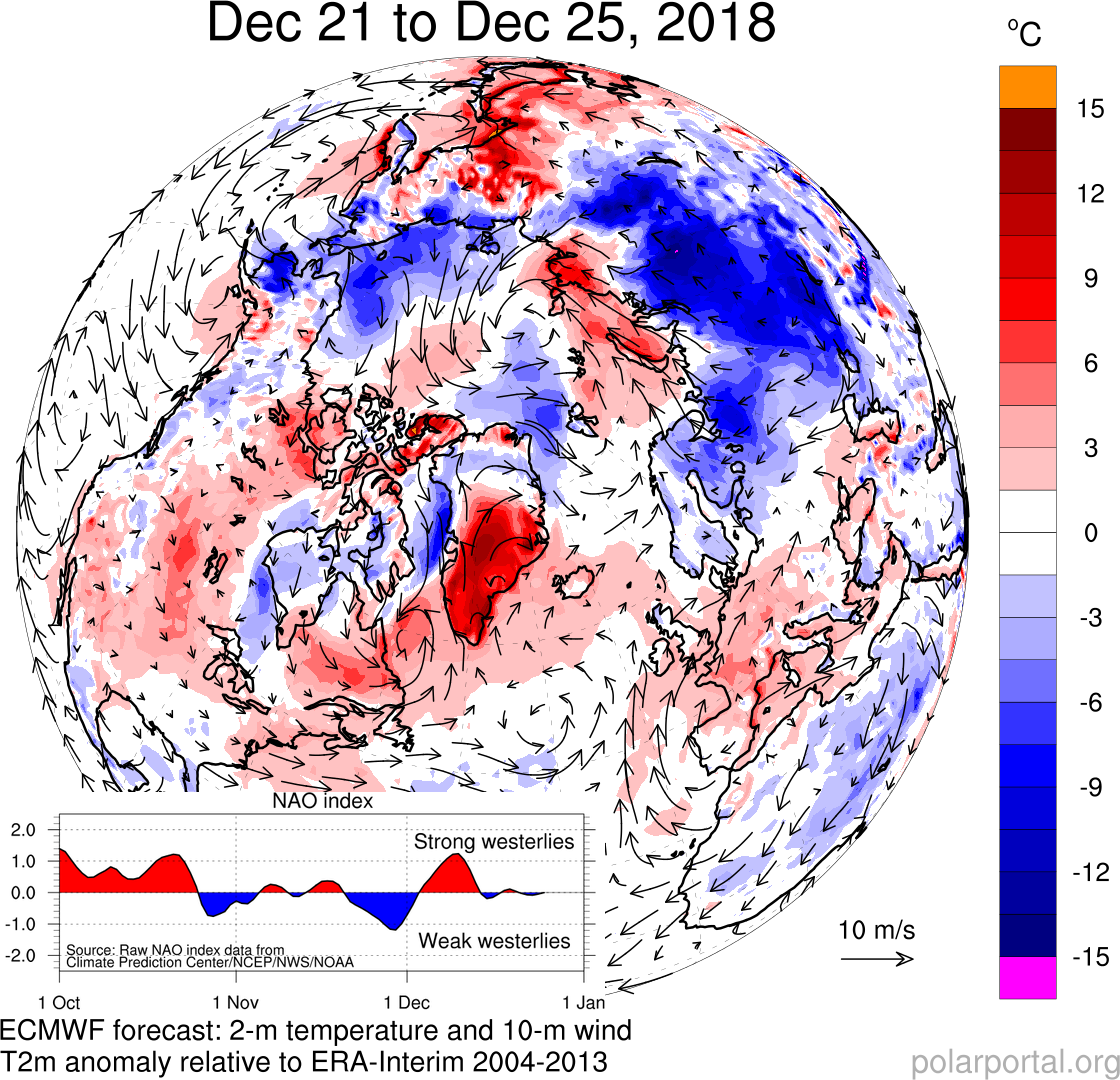 Dec 21 to Dec 25, 2018
oC
15
12
9
6
3
0
-3
-6
-9
-12
-15
10 m/s
NAO index
2.0
1.0
0.0
-1.0
-2.0
Strong westerlies
Weak westerlies
Source: Raw NAO index data from
Climate Prediction Center/NCEP/NWS/NOAA
1 Oct
1 Nov
1 Dec
1 Jan
ECMWF forecast: 2-m temperature and 10-m wind
T2m anomaly relative to ERA-Interim 2004-2013
polarportal.org